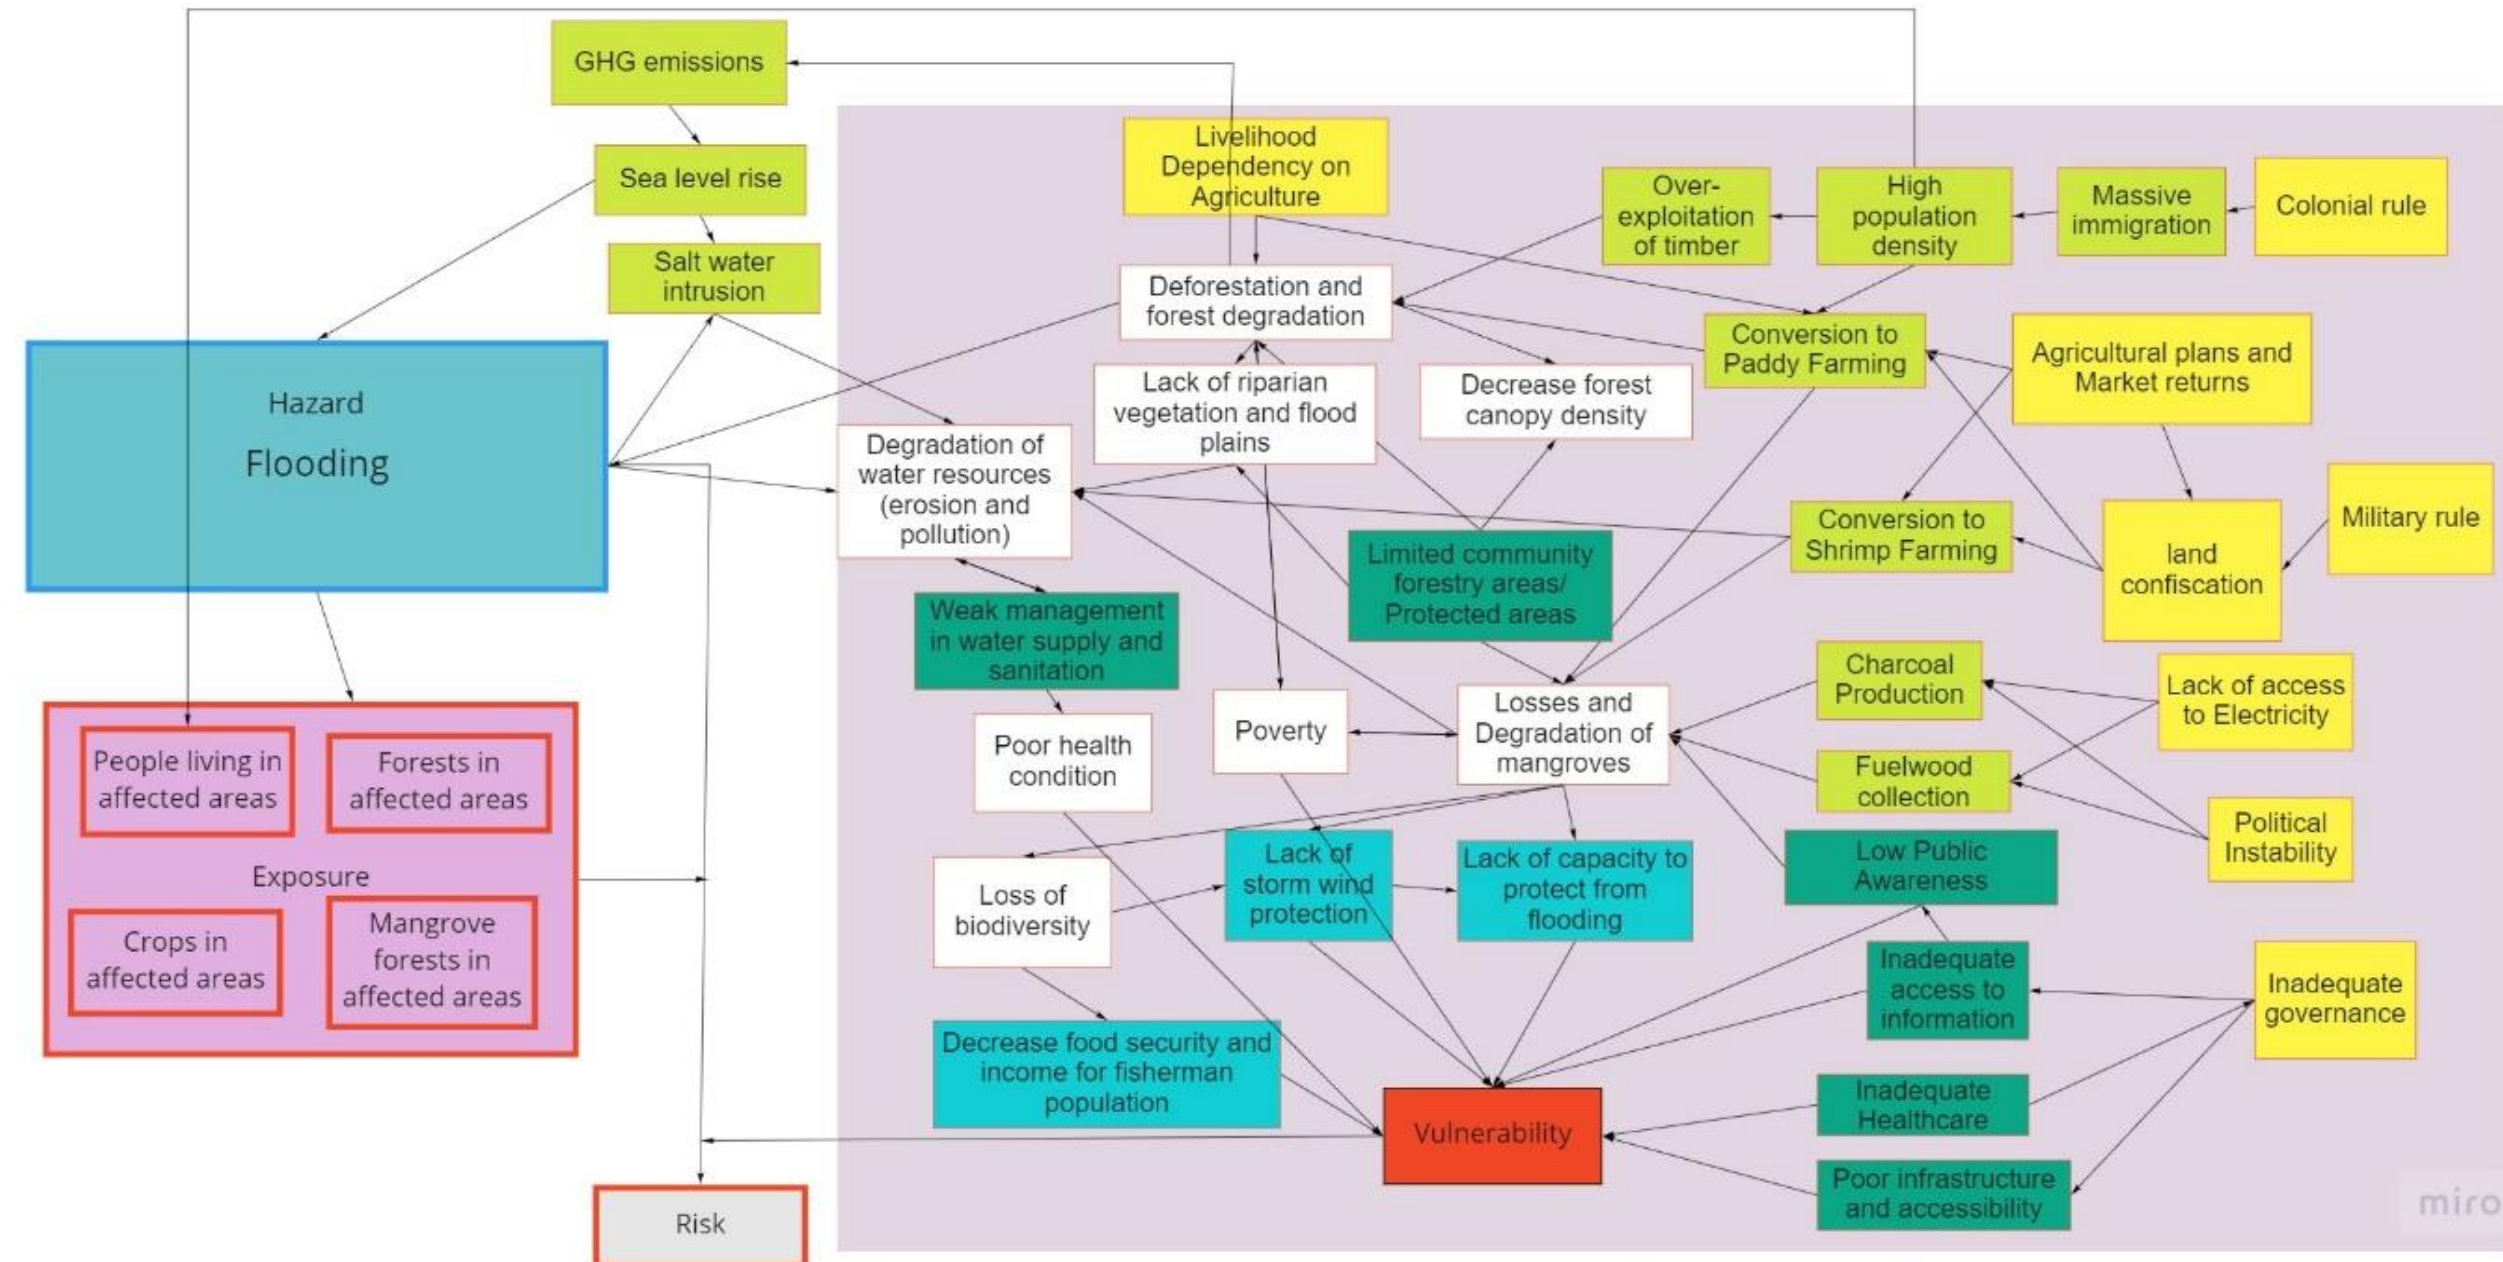 GHG emissions
Sea level rise
Salt water
intrusion
Hazard
Flooding
People living in
affected areas
Forests in
affected areas
Exposure
Crops in
affected areas
Mangrove
forests in
affected areas
Risk
Livelihood
Dependency on
Agriculture
Over-
exploitation
of timber
High
population
density
Massive
immigration
Colonial rule
Deforestation and
forest degradation
Conversion to
Paddy Farming
Agricultural plans and
Market returns
Lack of riparian
vegetation and flood
plains
Decrease forest
canopy density
Degradation of
water resources
(erosion and
pollution)
Limited community
forestry areas/
Protected areas
Conversion to
Shrimp Farming
land
confiscation
Military rule
Weak management
in water supply and
sanitation
Poor health
condition
Poverty
Losses and
Degradation of
mangroves
Charcoal
Production
Lack of access
to Electricity
Fuelwood
collection
Political
Instability
Loss of
biodiversity
Lack of
storm wind
protection
Lack of capacity to
protect from
flooding
Low Public
Awareness
Inadequate
access to
information
Inadequate
governance
Decrease food security and
income for fisherman
population
Vulnerability
Inadequate
Healthcare
Poor infrastructure
and accessibility
miro